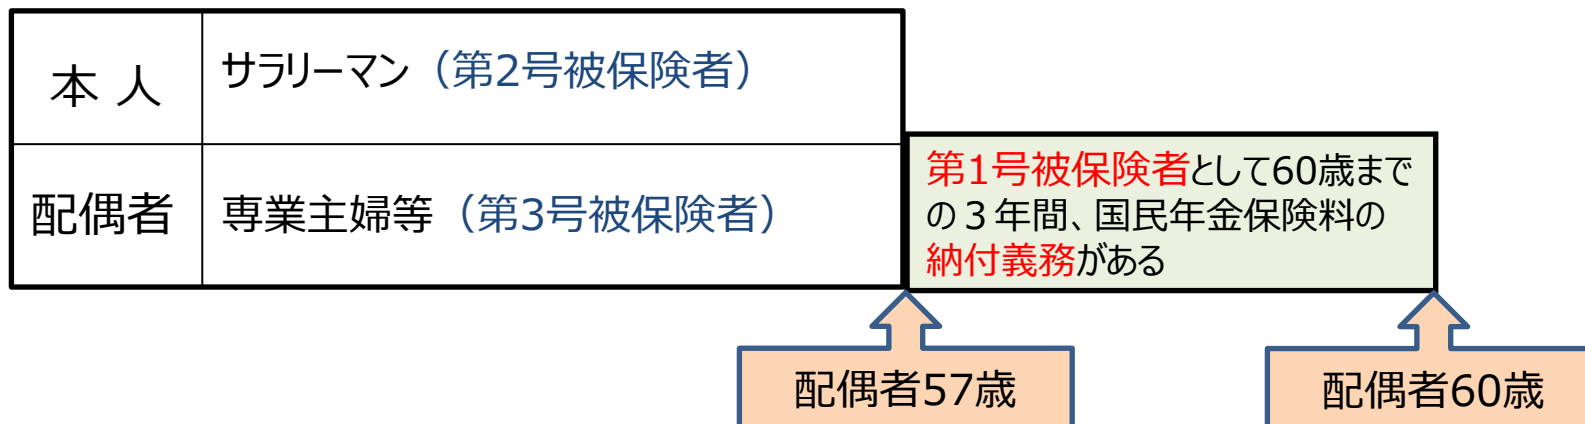 本 人
サラリーマン（第2号被保険者）
配偶者
専業主婦等（第3号被保険者）
第1号被保険者として60歳まで
の３年間、国民年金保険料の
納付義務がある
配偶者57歳
配偶者60歳